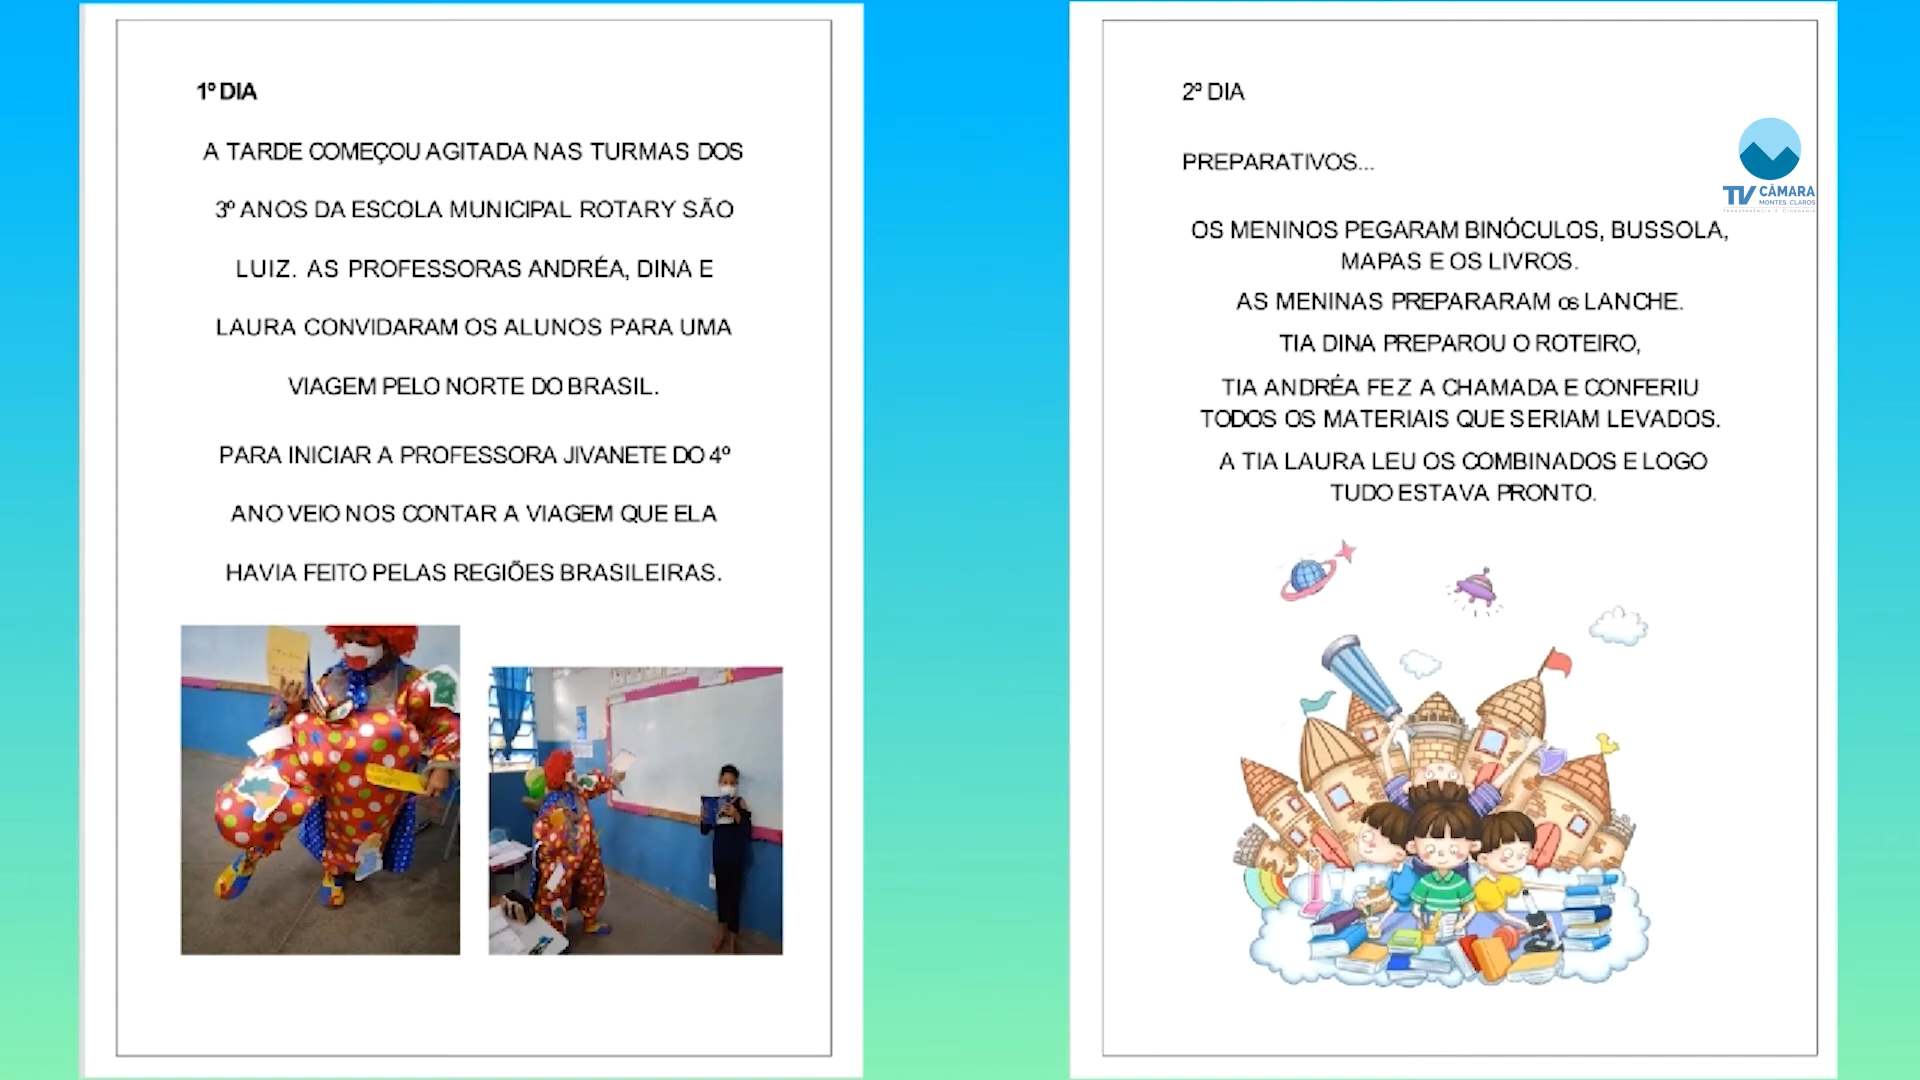 1º DIA
A TARDE COMEÇOU AGITADA NAS TURMAS DOS
3º ANOS DA ESCOLA MUNICIPAL ROTARY SÃO
LUIZ. AS PROFESSORAS ANDRÉA, DINA E
LAURA CONVIDARAM OS ALUNOS PARA UMA
VIAGEM PELO NORTE DO BRASIL.
PARA INICIAR A PROFESSORA JIVANETE DO 4º
ANO VEIO NOS CONTAR A VIAGEM QUE ELA
HAVIA FEITO PELAS REGIÕES BRASILEIRAS.
2º DIA
PREPARATIVOS...
OS MENINOS PEGARAM BINÓCULOS, BUSSOLA,
MAPAS E OS LIVROS.
AS MENINAS PREPARARAM os LANCHE.
TIA DINA PREPAROU O ROTEIRO,
TIA ANDRÉA FEZ A CHAMADA E CONFERIU
TODOS OS MATERIAIS QUE SERIAM LEVADOS.
A TIA LAURA LEU OS COMBINADOS E LOGO
TUDO ESTAVA PRONTO.
TV CÂMARA
MONTES CLAROS